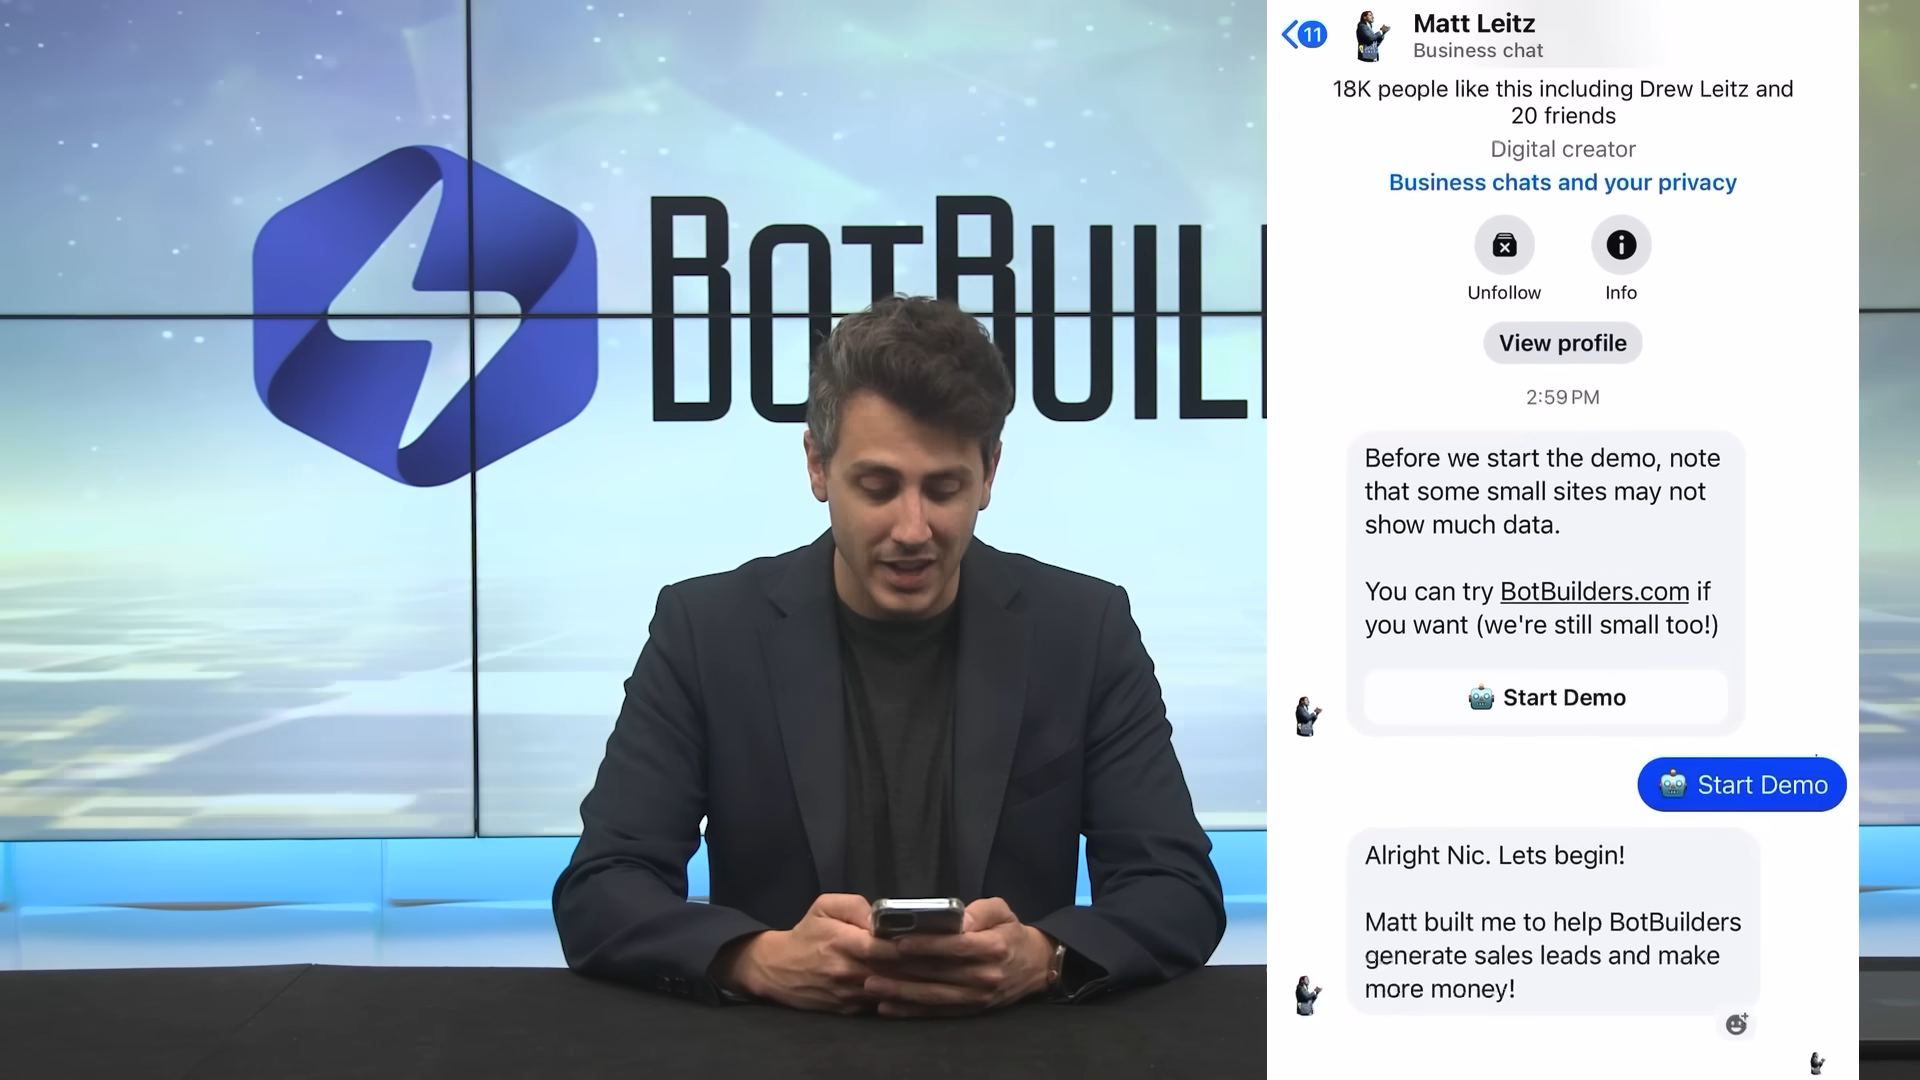 BOTBUIL
11
Matt Leitz
Business chat
18K people like this including Drew Leitz and
20 friends
Digital creator
Business chats and your privacy
Unfollow
Info
View profile
2:59 PM
Before we start the demo, note
that some small sites may not
show much data.
You can try BotBuilders.com if
you want (we're still small too!)
🤖 Start Demo
🤖 Start Demo
Alright Nic. Lets begin!
Matt built me to help BotBuilders
generate sales leads and make
more money!